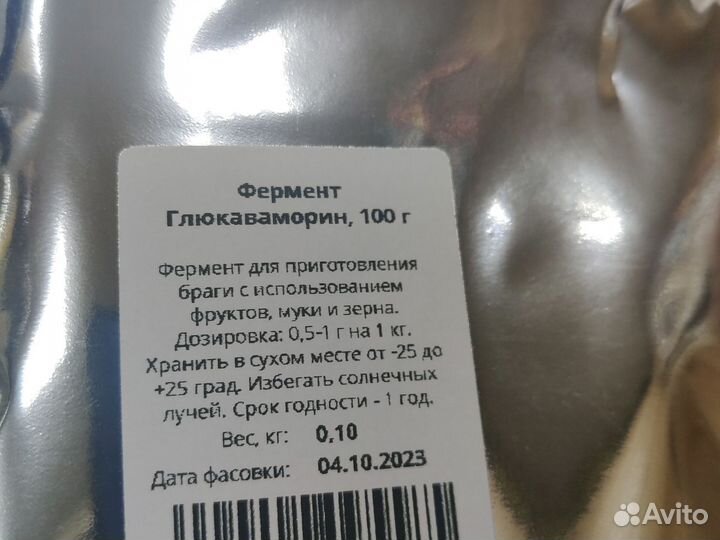 Фермент
Глюкаваморин, 100 г
Фермент для приготовления
браги с использованием
фруктов, муки и зерна.
Дозировка: 0,5-1 г на 1 кг.
Хранить в сухом месте от -25 до
+25 град. Избегать солнечных
лучей. Срок годности - 1 год.
Вес, кг: 0,10
Дата фасовки: 04.10.2023
Avito